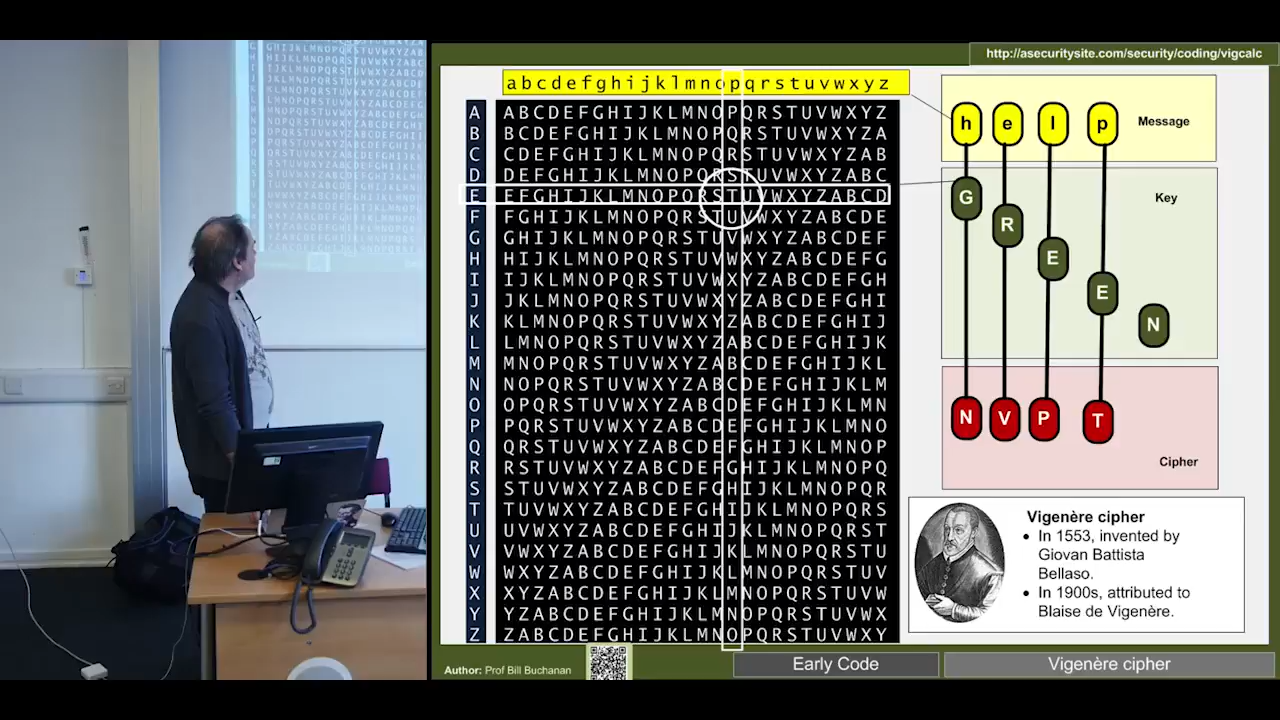 http://asecuritysite.com/security/coding/vigcalc
abcdefghijklmnopqrstuvwxyz
A ABCDEFGHIJKLMNOPQRSTUVWXYZ
B BCDEFGHIJKLMNOPQRSTUVWXYZA
C CDEFGHIJKLMNOPQRSTUVWXYZAB
D DEFGHIJKLMNOPQRSTUVWXYZABC
E EFGHIJKLMNOPQRSTUVWXYZABCD
F FGHIJKLMNOPQRSTUVWXYZABCDE
G GHIJKLMNOPQRSTUVWXYZABCDEF
H HIJKLMNOPQRSTUVWXYZABCDEFG
I IJKLMNOPQRSTUVWXYZABCDEFGH
J JKLMNOPQRSTUVWXYZABCDEFGHI
K KLMNOPQRSTUVWXYZABCDEFGHIJ
L LMNOPQRSTUVWXYZABCDEFGHIJK
M MNOPQRSTUVWXYZABCDEFGHIJKL
N NOPQRSTUVWXYZABCDEFGHIJKLM
O OPQRSTUVWXYZABCDEFGHIJKLMN
P PQRSTUVWXYZABCDEFGHIJKLMNO
Q QRSTUVWXYZABCDEFGHIJKLMNOP
R RSTUVWXYZABCDEFGHIJKLMNOPQ
S STUVWXYZABCDEFGHIJKLMNOPQR
T TUVWXYZABCDEFGHIJKLMNOPQRS
U UVWXYZABCDEFGHIJKLMNOPQRST
V VWXYZABCDEFGHIJKLMNOPQRSTU
W WXYZABCDEFGHIJKLMNOPQRSTUV
X XYZABCDEFGHIJKLMNOPQRSTUVW
Y YZABCDEFGHIJKLMNOPQRSTUVWX
Z ZABCDEFGHIJKLMNOPQRSTUVWXY
h e l p Message
G R E E N Key
N V P T
Cipher
Vigenère cipher
• In 1553, invented by
Giovan Battista
Bellaso.
• In 1900s, attributed to
Blaise de Vigenère.
Author: Prof Bill Buchanan
Early Code
Vigenère cipher